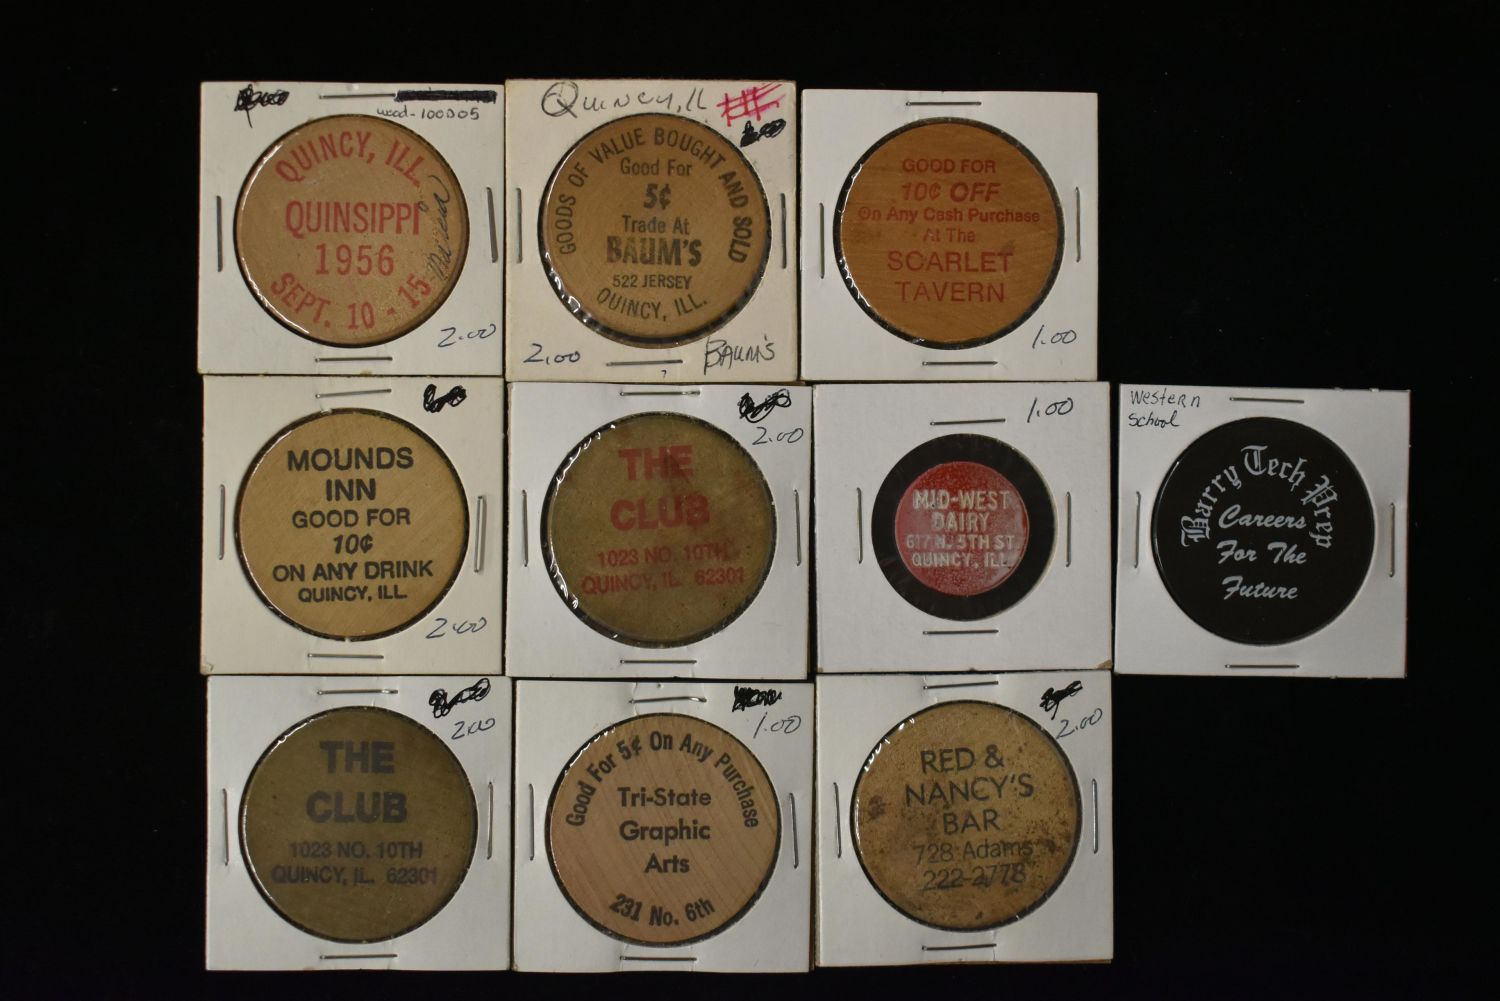 wood-100005
QUINCY, ILL.
QUINSIPPI
1956
SEPT. 10 - 15
2.00
Quincy, IL
GOODS OF VALUE BOUGHT AND SOLD
Good For
5¢
Trade At
BAUM'S
522 JERSEY
QUINCY, ILL.
2.00
BAUM'S
GOOD FOR
10¢ OFF
On Any Cash Purchase
At The
SCARLET
TAVERN
1.00
MOUNDS
INN
GOOD FOR
10¢
ON ANY DRINK
QUINCY, ILL.
2.00
2.00
THE
CLUB
1023 NO. 10TH
QUINCY, IL. 62301
1.00
MID-WEST
DAIRY
617 N. 5TH ST.
QUINCY, ILL.
Western
School
Barry Tech Prep
Careers
For The
Future
2.00
THE
CLUB
1023 NO. 10TH
QUINCY, IL. 62301
1.00
Good For 5¢ On Any Purchase
Tri-State
Graphic
Arts
231 No. 6th
2.00
RED &
NANCY'S
BAR
728 Adams
222-2778